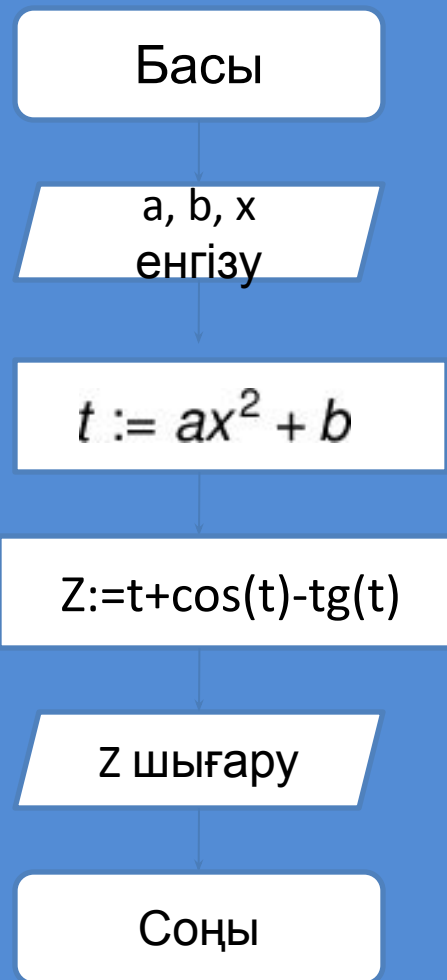 Басы
a, b, x
енгізу
t := ax² + b
Z:=t+cos(t)-tg(t)
Z шығару
Соңы